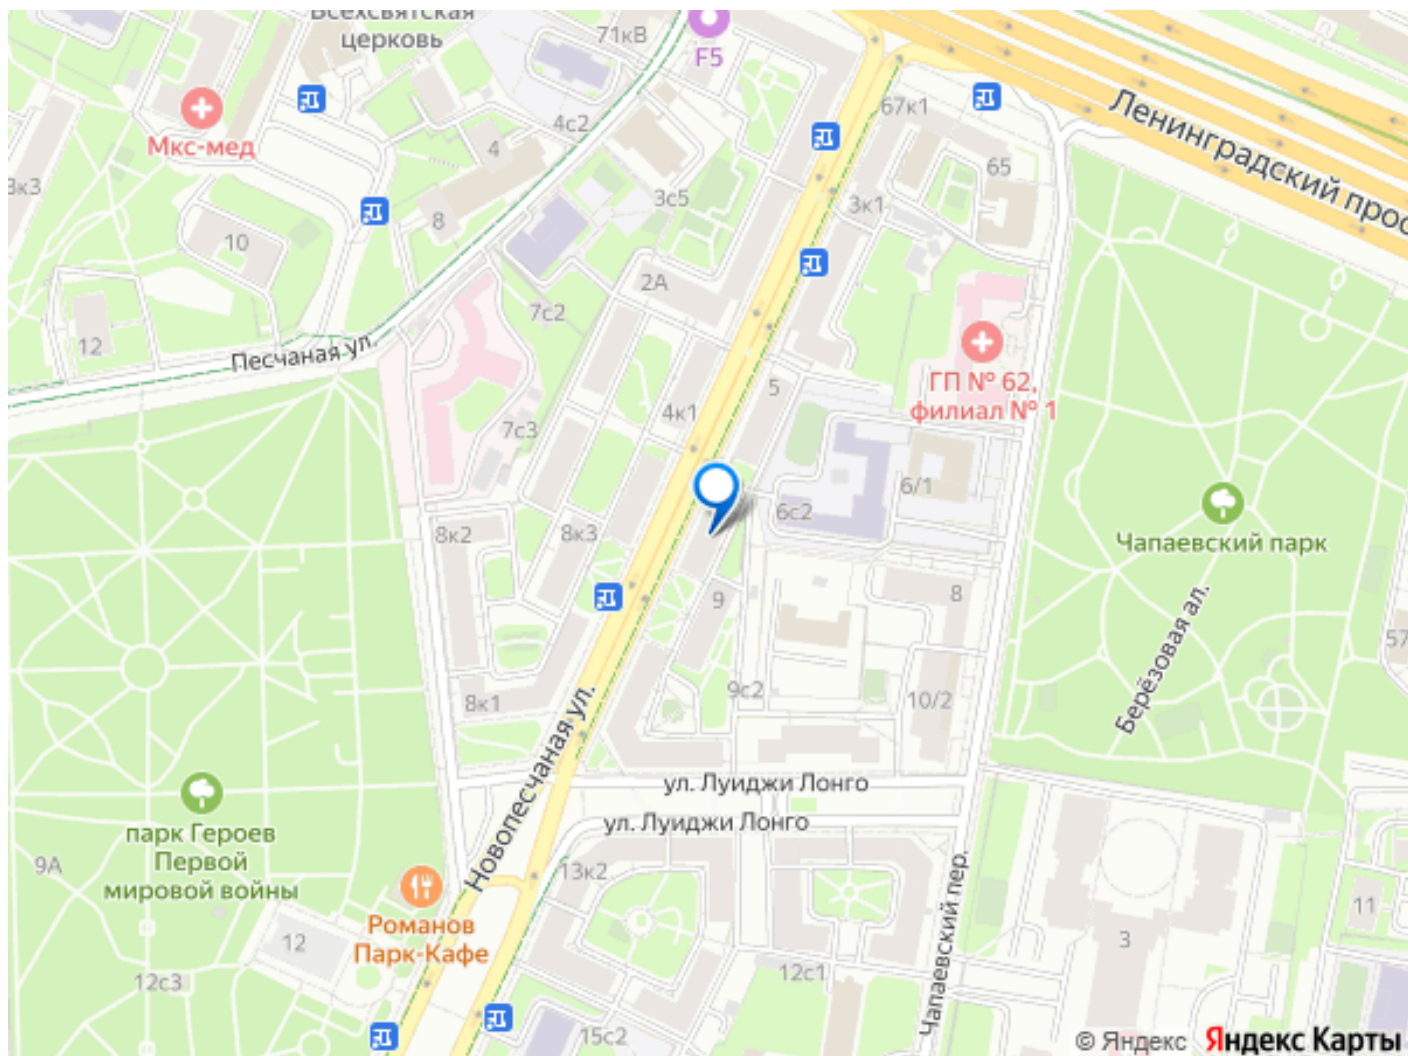 Всехсвятская
церковь
71кВ
F5
67к1
Ленинградский прос
Мкс-мед
4с2
4
65
3к3
3с5
3к1
8
10
2А
7с2
12
Песчаная ул.
ГП № 62,
филиал № 1
5
4к1
7с3
6/1
6с2
8к2
8к3
Чапаевский парк
9
8
Берёзовая ал.
57
9с2
10/2
8к1
Новопесчаная ул.
ул. Луиджи Лонго
ул. Луиджи Лонго
парк Героев
Первой
мировой войны
9А
13к2
Романов
Парк-Кафе
12
12с3
Чапаевский пер.
11
3
12с1
15с2
© Яндекс Яндекс Карты